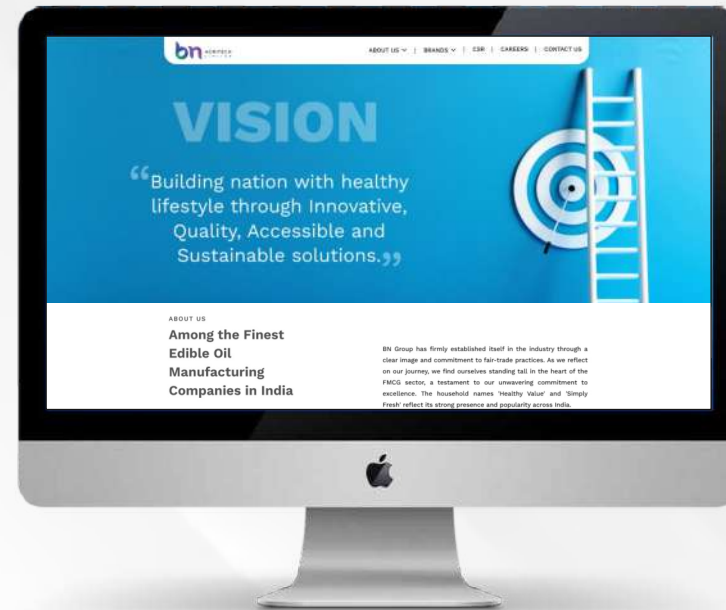 bn AGRITECH
LIMITED
ABOUT US | BRANDS | CSR | CAREERS | CONTACT US
VISION
“Building nation with healthy
lifestyle through Innovative,
Quality, Accessible and
Sustainable solutions.”
ABOUT US
Among the Finest
Edible Oil
Manufacturing
Companies in India
BN Group has firmly established itself in the industry through a
clear image and commitment to fair-trade practices. As we reflect
on our journey, we find ourselves standing tall in the heart of the
FMCG sector, a testament to our unwavering commitment to
excellence. The household names 'Healthy Value' and 'Simply
Fresh' reflect its strong presence and popularity across India.